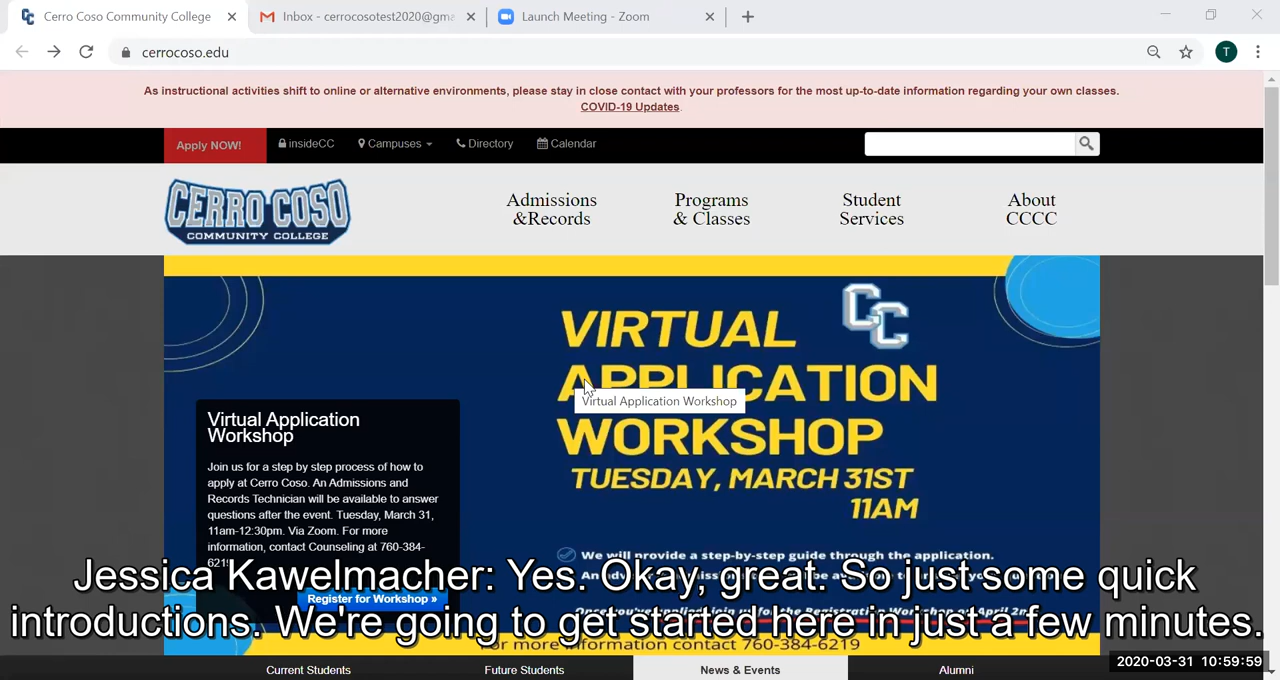 Cerro Coso Community College
Inbox - cerrocosotest2020@gma
Launch Meeting - Zoom
cerrocoso.edu
T
As instructional activities shift to online or alternative environments, please stay in close contact with your professors for the most up-to-date information regarding your own classes.
COVID-19 Updates.
Apply NOW!
insideCC
Campuses
Directory
Calendar
CERRO COSO
COMMUNITY COLLEGE
Admissions
&Records
Programs
& Classes
Student
Services
About
CCCC
CC
VIRTUAL
APPLICATION
WORKSHOP
TUESDAY, MARCH 31ST
11AM
Virtual Application Workshop
Virtual Application
Workshop
Join us for a step by step process of how to
apply at Cerro Coso. An Admissions and
Records Technician will be available to answer
questions after the event. Tuesday, March 31,
11am-12:30pm. Via Zoom. For more
information, contact Counseling at 760-384-
6219
Register for Workshop »
We will provide a step-by-step guide through the application.
For more information contact 760-384-6219
Jessica Kawelmacher: Yes. Okay, great. So just some quick
introductions. We're going to get started here in just a few minutes.
2020-03-31 10:59:59
Current Students
Future Students
News & Events
Alumni